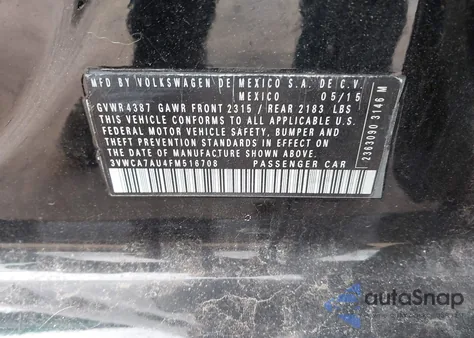 MFD BY VOLKSWAGEN DE MEXICO S.A. DE C.V.
MEXICO 05/15
GVWR 4387 GAWR FRONT 2315 / REAR 2183 LBS
THIS VEHICLE CONFORMS TO ALL APPLICABLE U.S.
FEDERAL MOTOR VEHICLE SAFETY, BUMPER AND
THEFT PREVENTION STANDARDS IN EFFECT ON
THE DATE OF MANUFACTURE SHOWN ABOVE.
3VWCA7AU4FM516708 PASSENGER CAR
2363090 3146 M
autoSnap